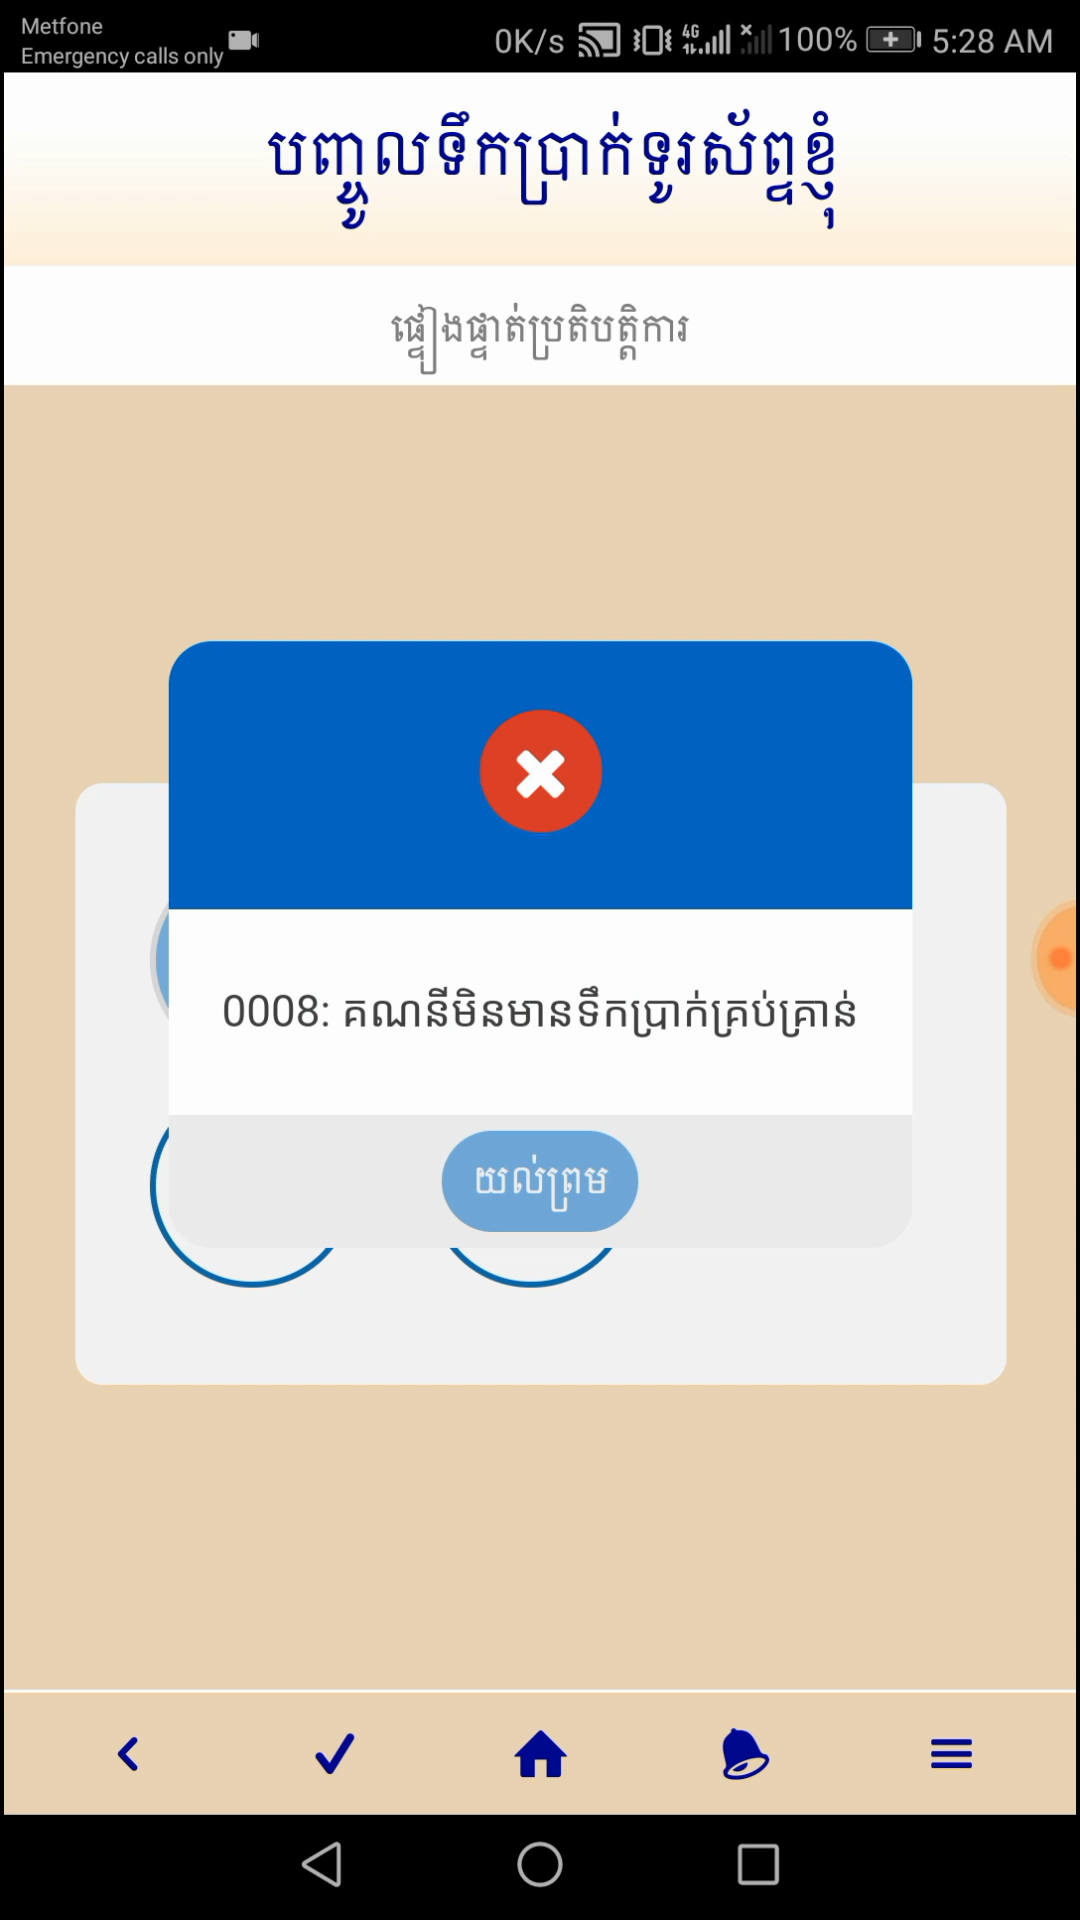 Metfone
Emergency calls only
0K/s 4G 100% 5:28 AM
បញ្ចូលទឹកប្រាក់ទូរស័ព្ទខ្ញុំ
ផ្ទៀងផ្ទាត់ប្រតិបត្តិការ
0008: គណនីមិនមានទឹកប្រាក់គ្រប់គ្រាន់
យល់ព្រម